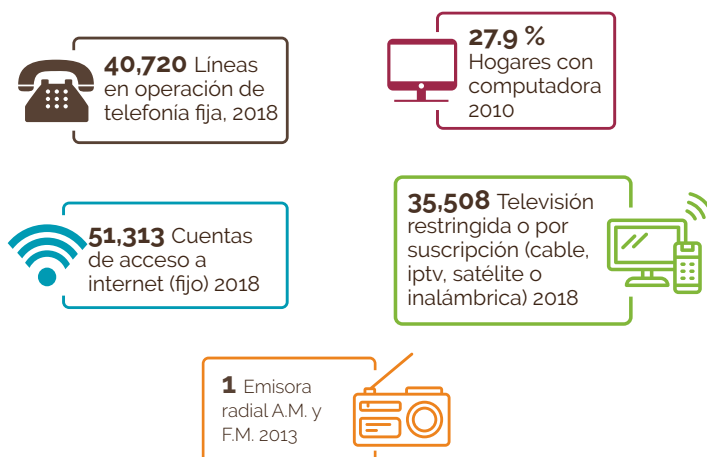 40,720 Líneas
en operación de
telefonía fija, 2018
27.9 %
Hogares con
computadora
2010
51,313 Cuentas
de acceso a
internet (fijo) 2018
35,508 Televisión
restringida o por
suscripción (cable,
iptv, satélite o
inalámbrica) 2018
1 Emisora
radial A.M. y
F.M. 2013